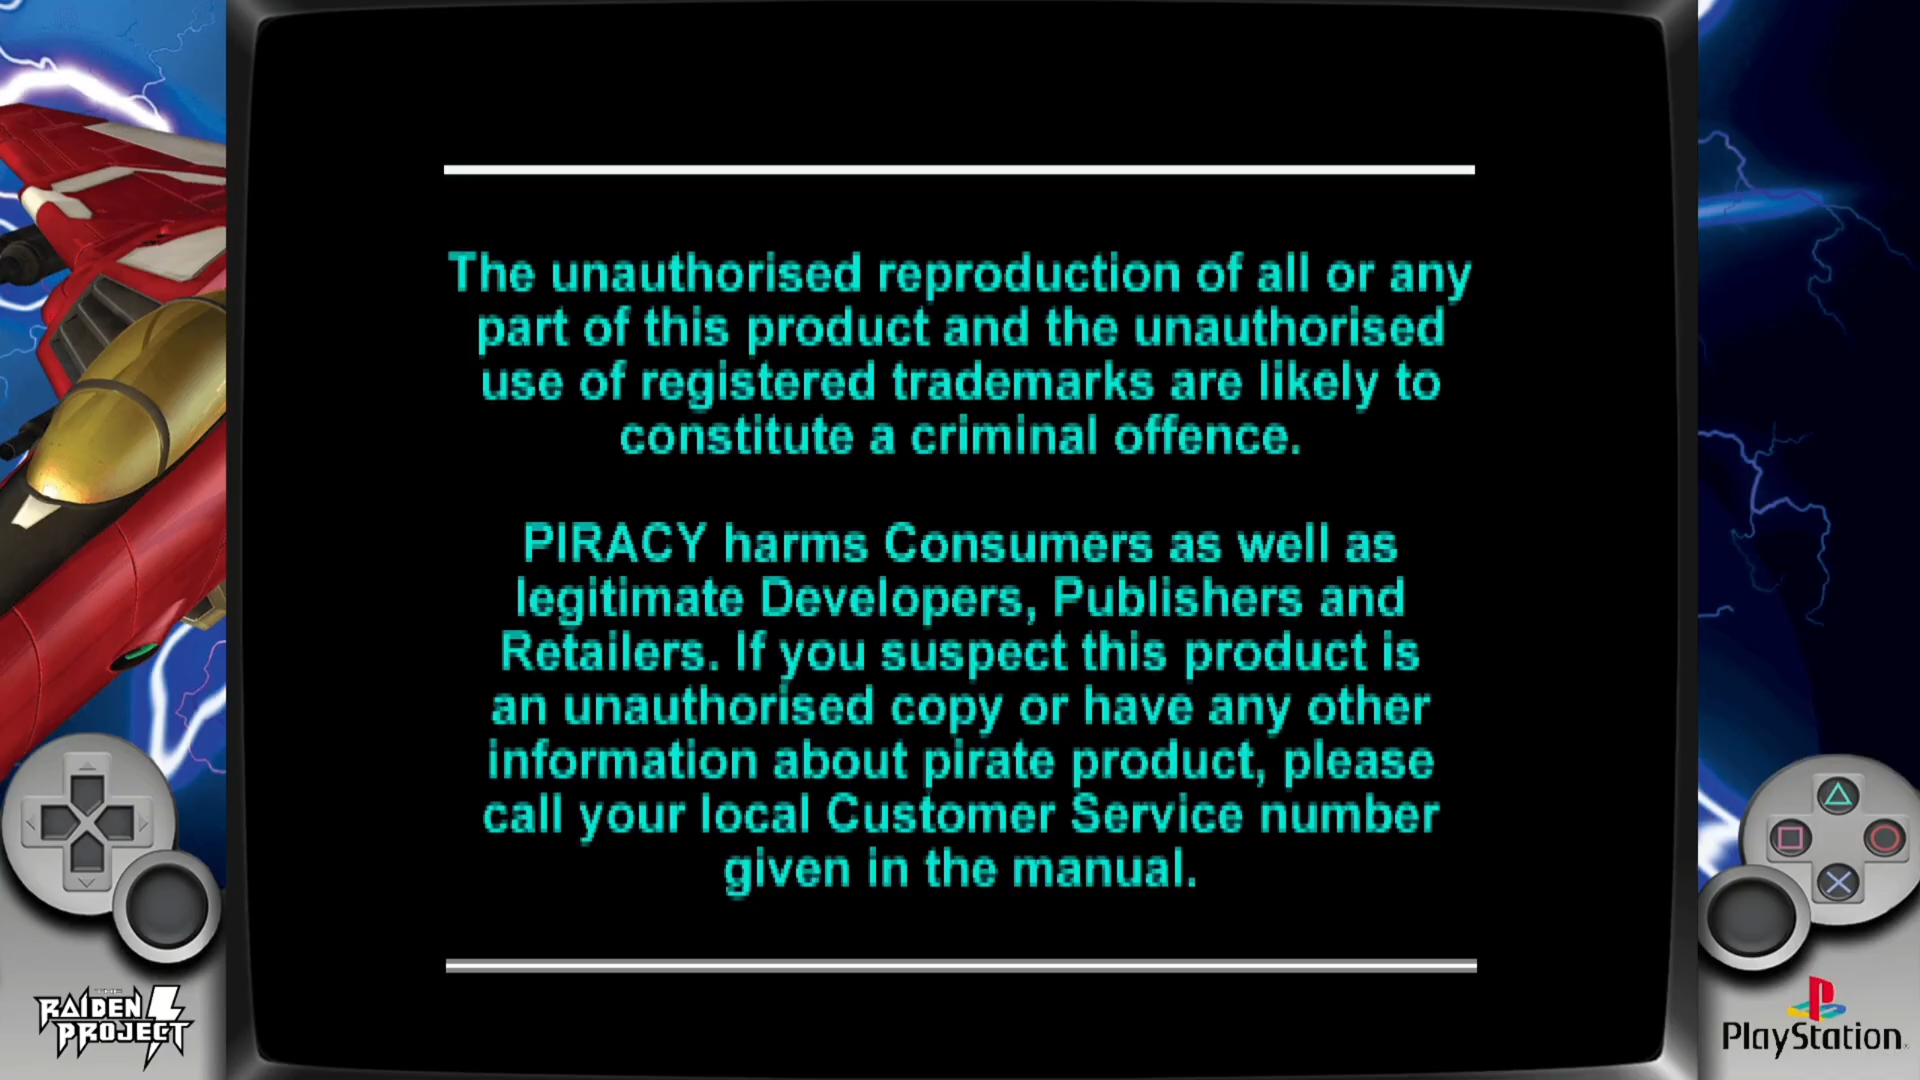 The unauthorised reproduction of all or any
part of this product and the unauthorised
use of registered trademarks are likely to
constitute a criminal offence.
PIRACY harms Consumers as well as
legitimate Developers, Publishers and
Retailers. If you suspect this product is
an unauthorised copy or have any other
information about pirate product, please
call your local Customer Service number
given in the manual.
THE
RAIDEN
PROJECT
PlayStation